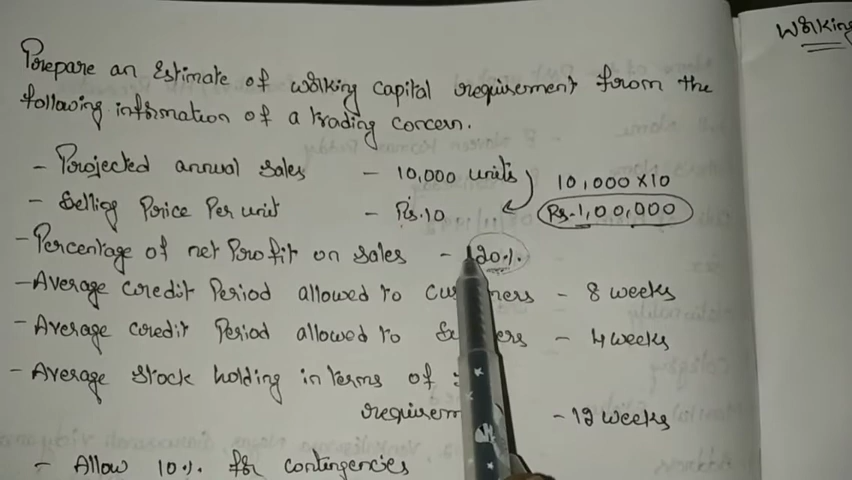 Working
Prepare an Estimate of working capital requirement from the
following information of a trading concern.
- Projected annual sales - 10,000 units
10,000 x 10
- Selling Price Per unit - Rs. 10
Rs. 1,00,000
- Percentage of net Profit on sales - 20%.
- Average credit Period allowed to - 8 weeks
- Average credit Period allowed to - 4 weeks
- Average stock holding in terms of
- 12 weeks
- Allow 10% for contingencies